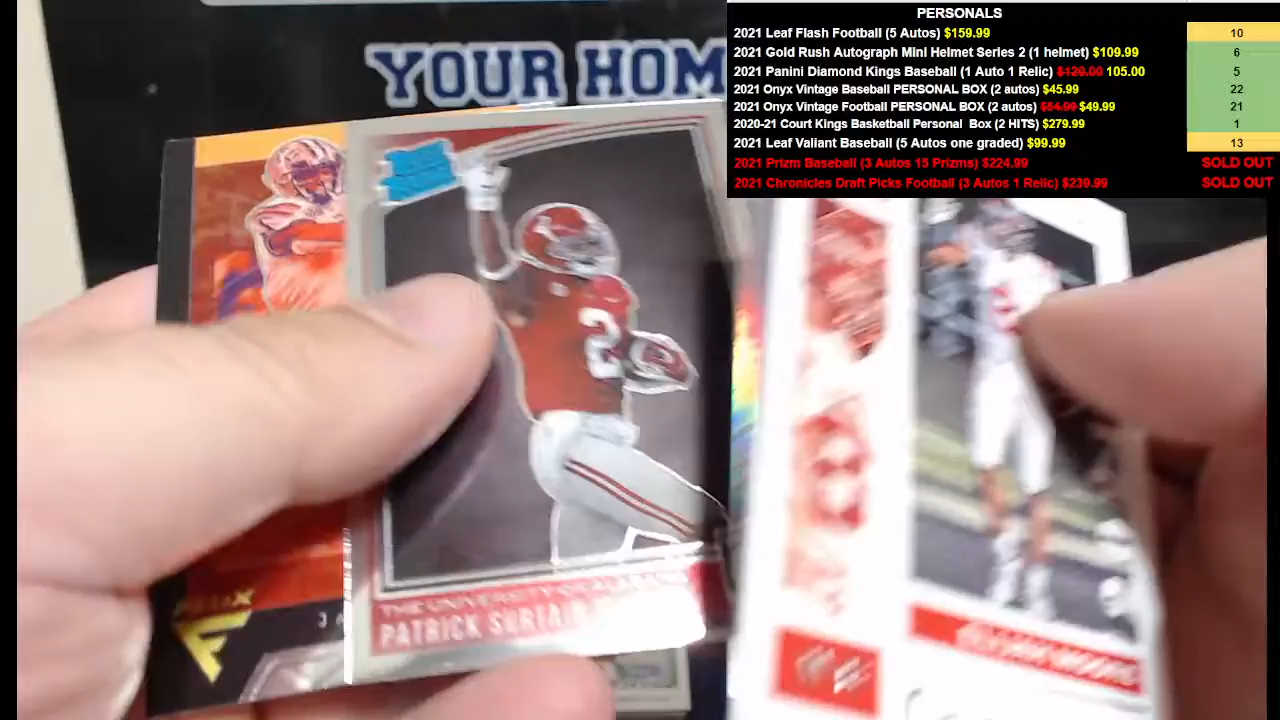 PERSONALS
2021 Leaf Flash Football (5 Autos) $159.99 10
2021 Gold Rush Autograph Mini Helmet Series 2 (1 helmet) $109.99 6
2021 Panini Diamond Kings Baseball (1 Auto 1 Relic) $120.00 105.00 5
2021 Onyx Vintage Baseball PERSONAL BOX (2 autos) $45.99 22
2021 Onyx Vintage Football PERSONAL BOX (2 autos) $54.99 $49.99 21
2020-21 Court Kings Basketball Personal Box (2 HITS) $279.99 1
2021 Leaf Valiant Baseball (5 Autos one graded) $99.99 13
2021 Prizm Baseball (3 Autos 15 Prizms) $224.99 SOLD OUT
2021 Chronicles Draft Picks Football (3 Autos 1 Relic) $239.99 SOLD OUT
YOUR HOM
2
THE UNIVERSITY OF ALABAMA
PATRICK SURTAIN
FLUX
JA
MOORE